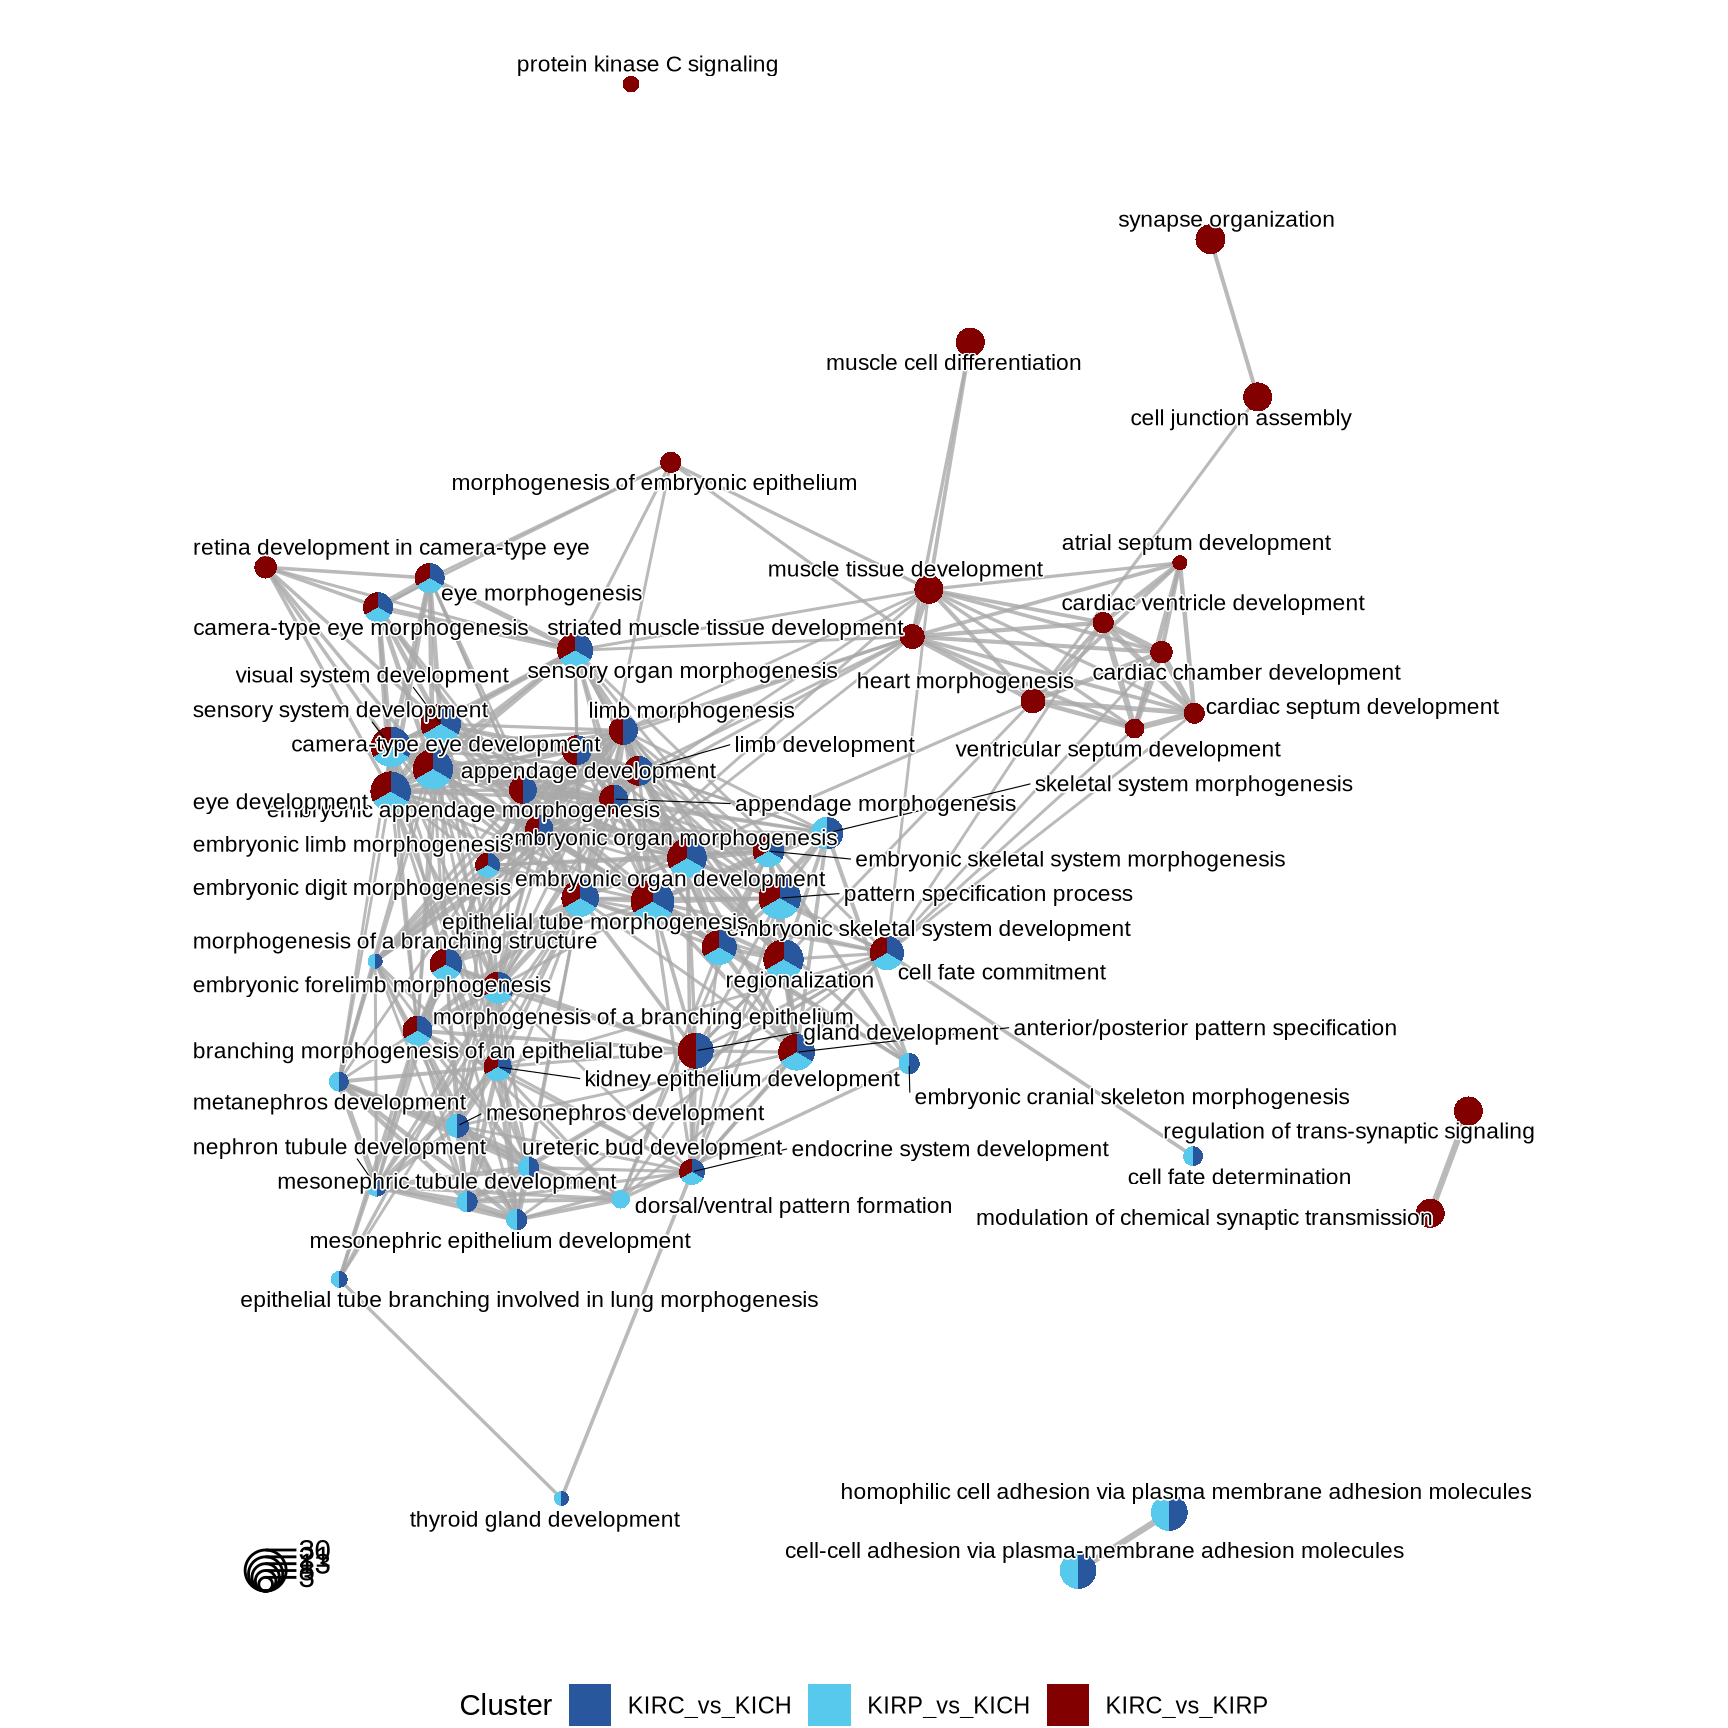 protein kinase C signaling
synapse organization
muscle cell differentiation
cell junction assembly
morphogenesis of embryonic epithelium
atrial septum development
retina development in camera-type eye
muscle tissue development
eye morphogenesis
cardiac ventricle development
camera-type eye morphogenesis
striated muscle tissue development
sensory organ morphogenesis
cardiac chamber development
visual system development
heart morphogenesis
cardiac septum development
sensory system development
limb morphogenesis
camera-type eye development
limb development
ventricular septum development
appendage development
skeletal system morphogenesis
eye development
embryonic appendage morphogenesis
appendage morphogenesis
embryonic limb morphogenesis
embryonic organ morphogenesis
embryonic skeletal system morphogenesis
embryonic digit morphogenesis
embryonic organ development
pattern specification process
epithelial tube morphogenesis
embryonic skeletal system development
morphogenesis of a branching structure
cell fate commitment
embryonic forelimb morphogenesis
regionalization
morphogenesis of a branching epithelium
gland development
anterior/posterior pattern specification
branching morphogenesis of an epithelial tube
kidney epithelium development
metanephros development
embryonic cranial skeleton morphogenesis
mesonephros development
regulation of trans-synaptic signaling
nephron tubule development
ureteric bud development
endocrine system development
mesonephric tubule development
cell fate determination
dorsal/ventral pattern formation
modulation of chemical synaptic transmission
mesonephric epithelium development
epithelial tube branching involved in lung morphogenesis
homophilic cell adhesion via plasma membrane adhesion molecules
thyroid gland development
cell-cell adhesion via plasma-membrane adhesion molecules
Cluster KIRC_vs_KICH KIRP_vs_KICH KIRC_vs_KIRP